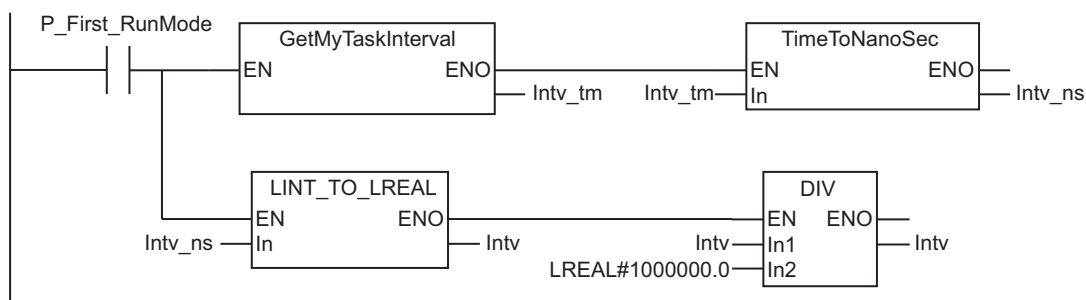 P_First_RunMode
GetMyTaskInterval
TimeToNanoSec
EN ENO
EN ENO
Intv_tm
Intv_tm In
Intv_ns
LINT_TO_LREAL
DIV
EN ENO
EN ENO
Intv_ns In
Intv
Intv In1
Intv
LREAL#1000000.0 In2